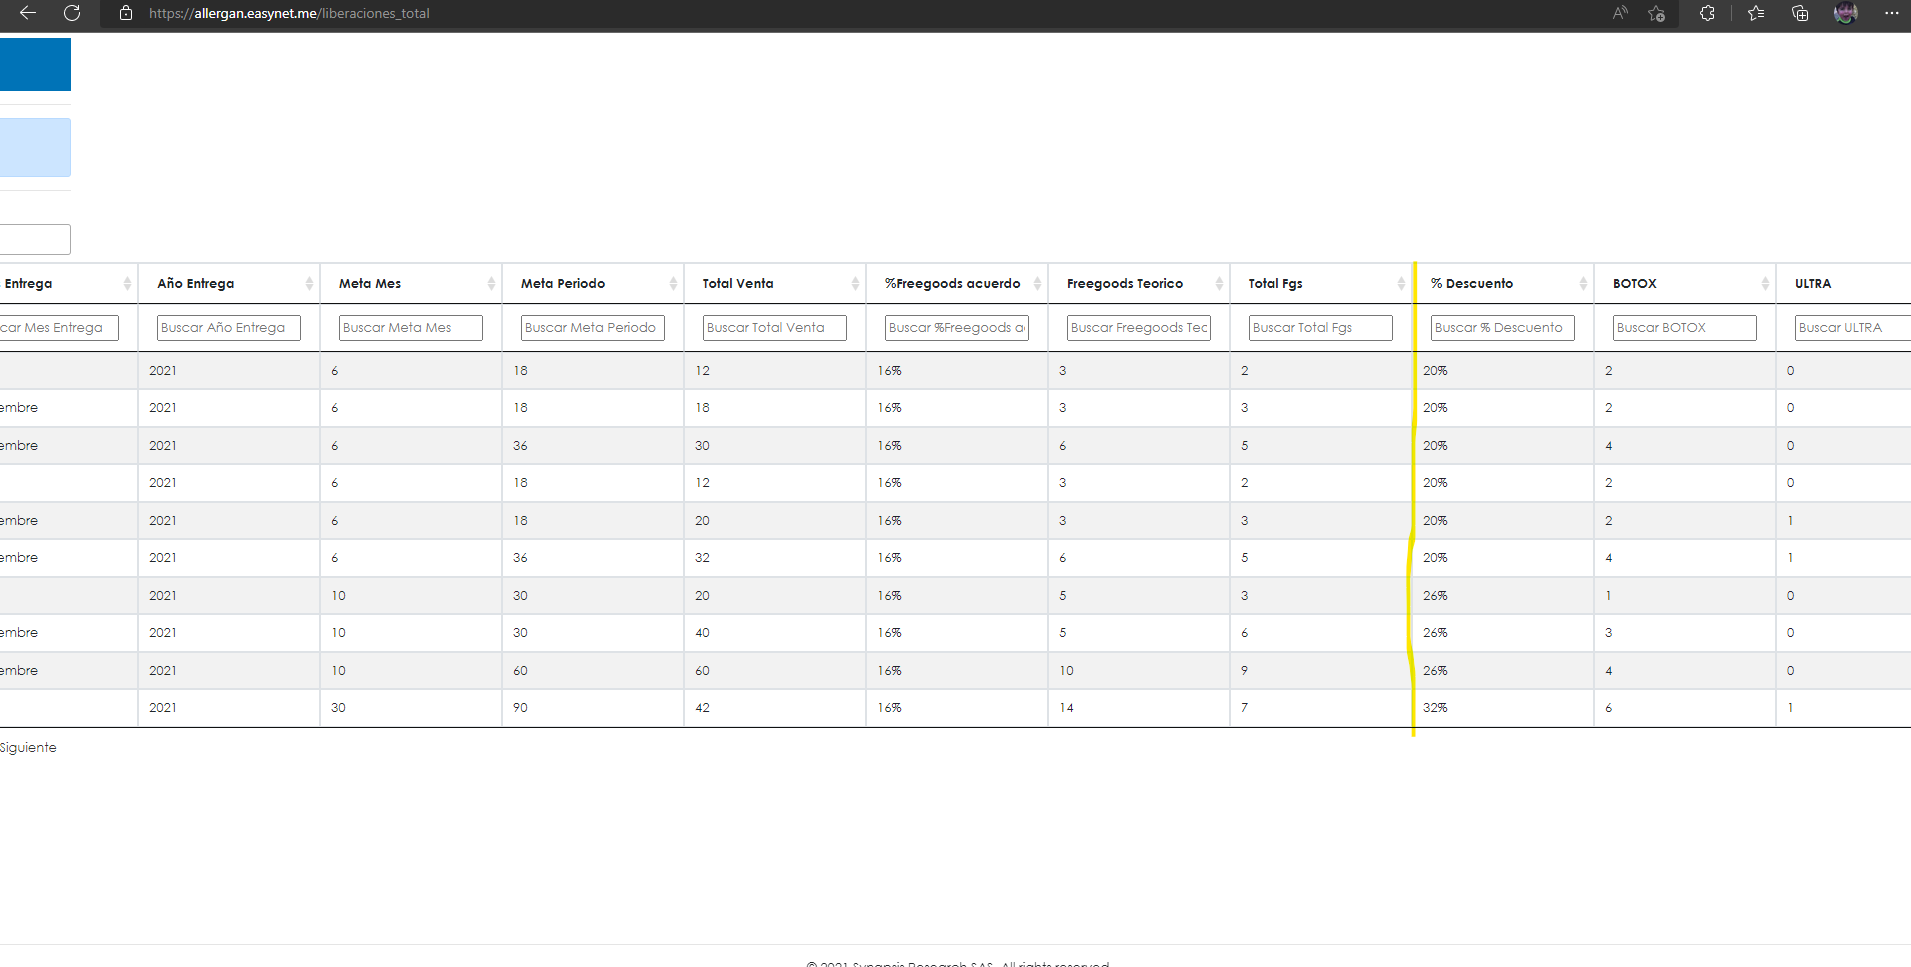 https://allergan.easynet.me/liberaciones_total
Entrega Año Entrega Meta Mes Meta Periodo Total Venta %Freegoods acuerdo Freegoods Teorico Total Fgs % Descuento BOTOX ULTRA
car Mes Entrega Buscar Año Entrega Buscar Meta Mes Buscar Meta Periodo Buscar Total Venta Buscar %Freegoods a Buscar Freegoods Tec Buscar Total Fgs Buscar % Descuento Buscar BOTOX Buscar ULTRA
2021 6 18 12 16% 3 2 20% 2 0
embre 2021 6 18 18 16% 3 3 20% 2 0
embre 2021 6 36 30 16% 6 5 20% 4 0
2021 6 18 12 16% 3 2 20% 2 0
embre 2021 6 18 20 16% 3 3 20% 2 1
embre 2021 6 36 32 16% 6 5 20% 4 1
2021 10 30 20 16% 5 3 26% 1 0
embre 2021 10 30 40 16% 5 6 26% 3 0
embre 2021 10 60 60 16% 10 9 26% 4 0
2021 30 90 42 16% 14 7 32% 6 1
Siguiente
© 2021 Synapsis Research SAS. All rights reserved